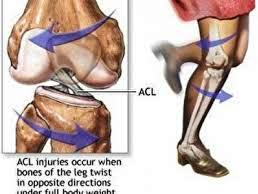 ACL
ACL injuries occur when
bones of the leg twist
in opposite directions
under full body weight